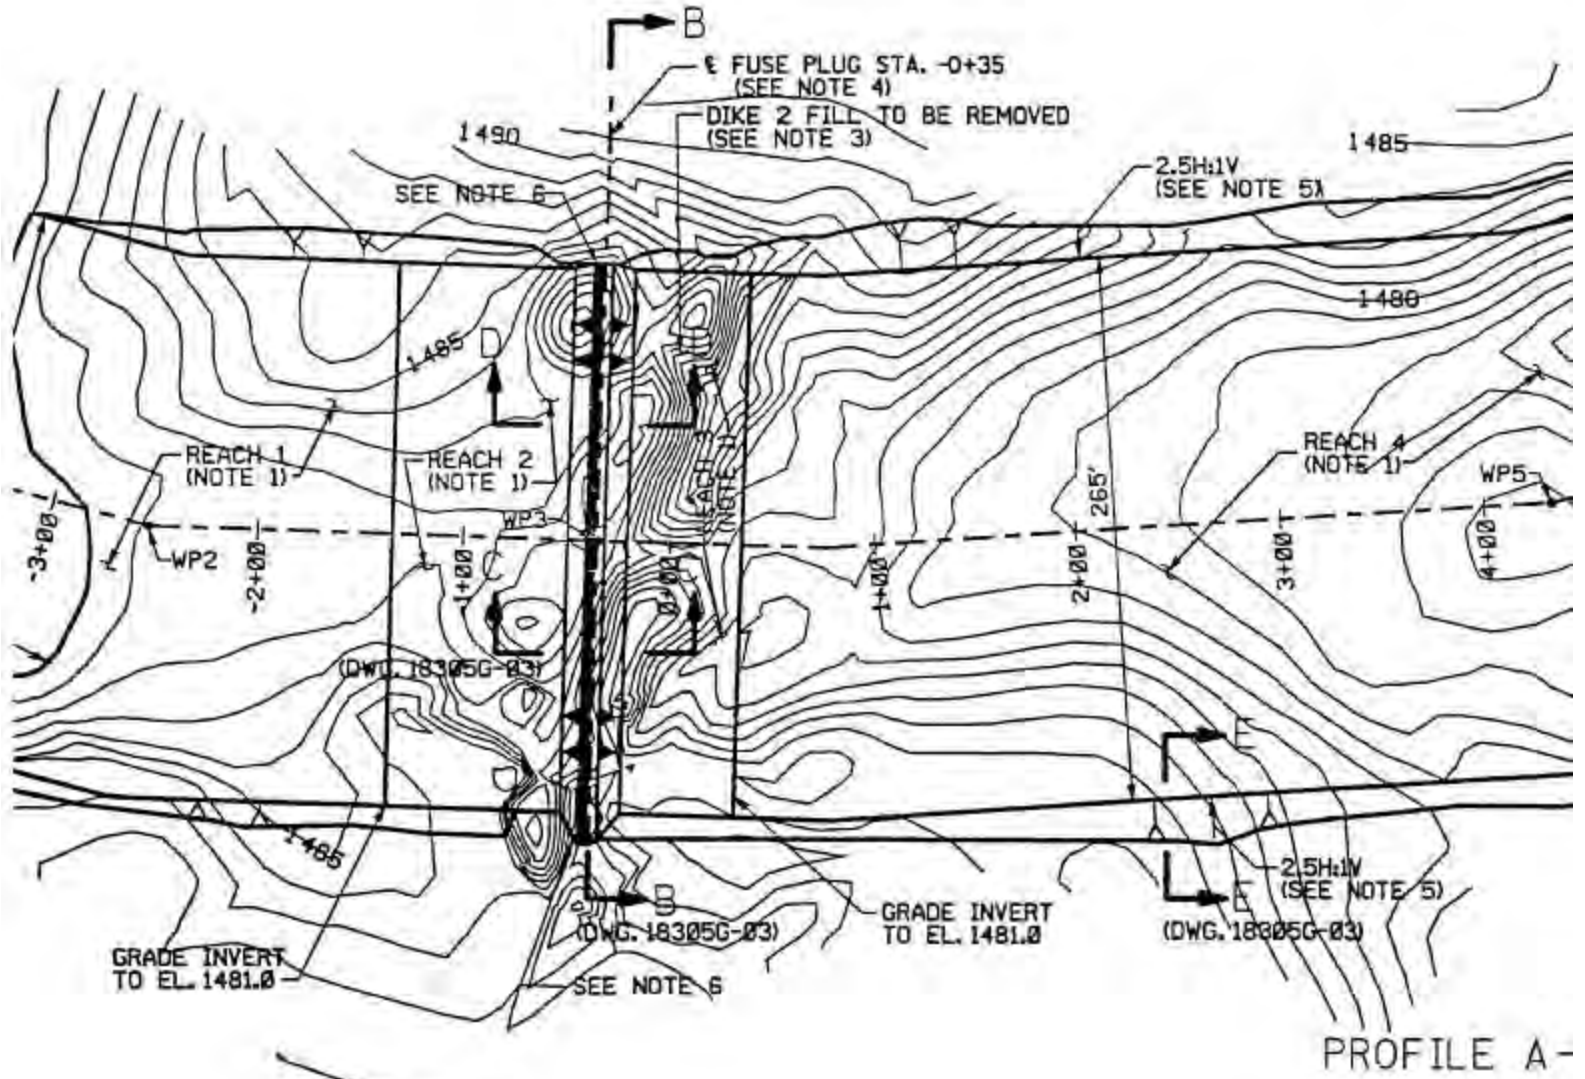 B
℄ FUSE PLUG STA. -0+35
(SEE NOTE 4)
DIKE 2 FILL TO BE REMOVED
(SEE NOTE 3)
1490
1485
2.5H:1V
(SEE NOTE 5)
SEE NOTE 6
1480
1485
D
REACH 1
(NOTE 1)
REACH 2
(NOTE 1)
REACH 3
(NOTE 1)
REACH 4
(NOTE 1)
WP5
WP3
265'
WP2
-3+00
-2+00
-1+00
0+00
1+00
2+00
3+00
4+00
C
(DWG. 18305G-03)
E
1485
2.5H:1V
(SEE NOTE 5)
B
E
GRADE INVERT
TO EL. 1481.0
(DWG. 18305G-03)
(DWG. 18305G-03)
GRADE INVERT
TO EL. 1481.0
SEE NOTE 6
PROFILE A-